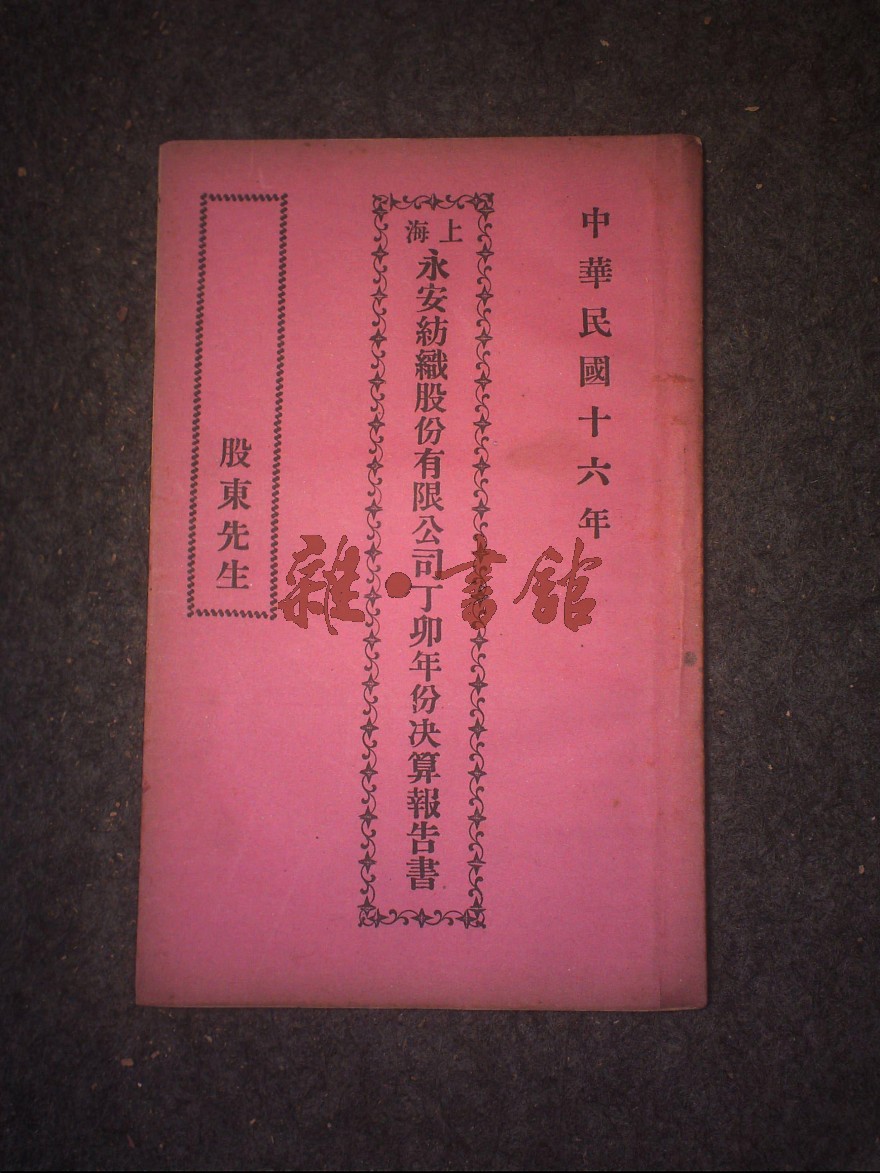 中華民國十六年
上海
永安紡織股份有限公司丁卯年份决算報告書
股東先生
雜·書館